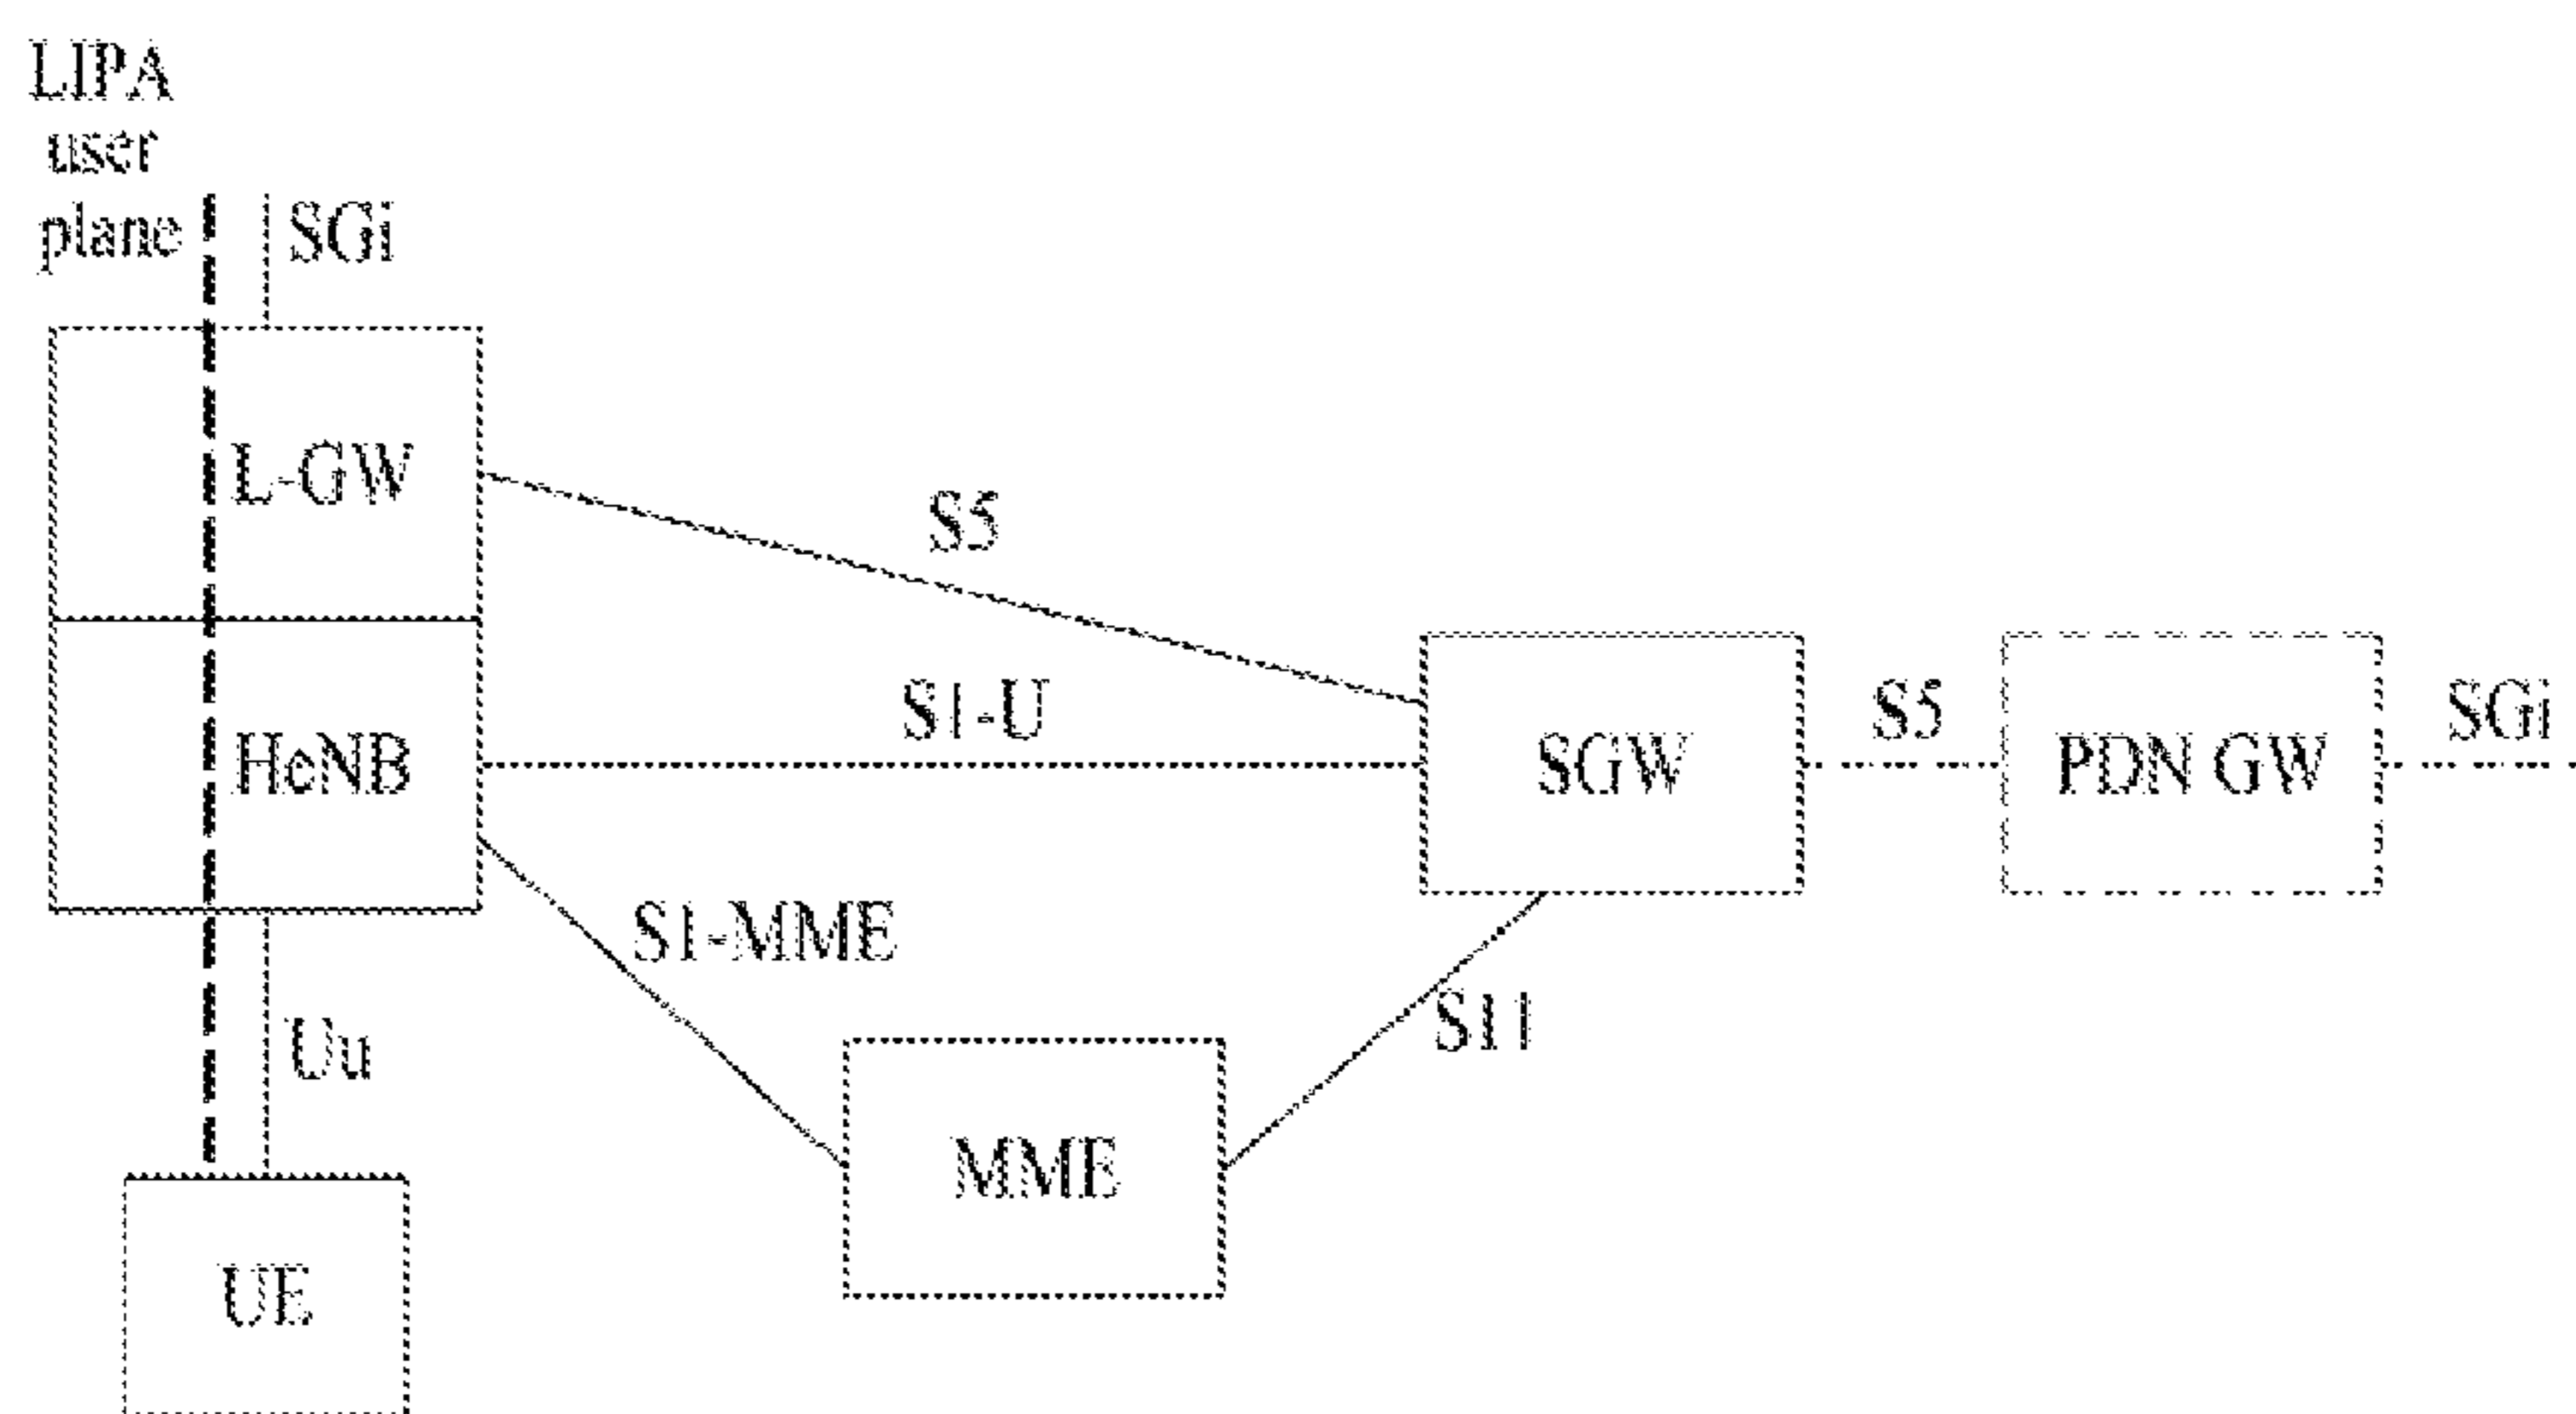 LIPA
user
plane
SGi
L-GW
S5
S1-U
HeNB
SGW
S5
PDN GW
SGi
S1-MME
S11
Uu
MME
UE